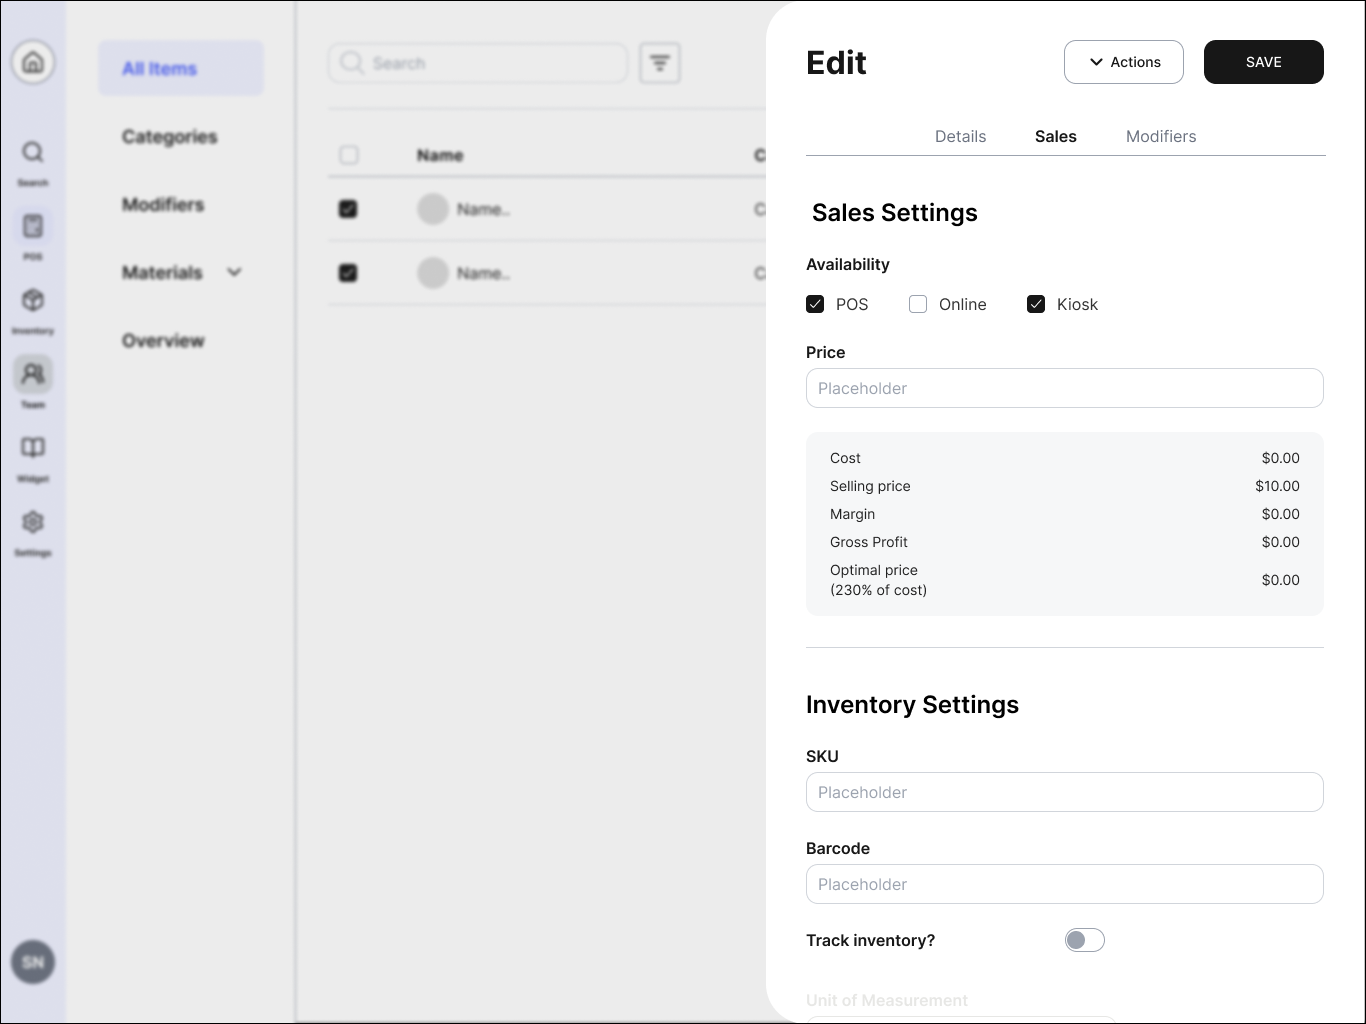 Search
POS
Inventory
Team
Widget
Settings
SN
All Items
Categories
Modifiers
Materials
Overview
Search
Name
C
Name..
C
Name..
C
Edit
Actions
SAVE
Details
Sales
Modifiers
Sales Settings
Availability
POS
Online
Kiosk
Price
Placeholder
Cost $0.00
Selling price $10.00
Margin $0.00
Gross Profit $0.00
Optimal price
(230% of cost) $0.00
Inventory Settings
SKU
Placeholder
Barcode
Placeholder
Track inventory?
Unit of Measurement